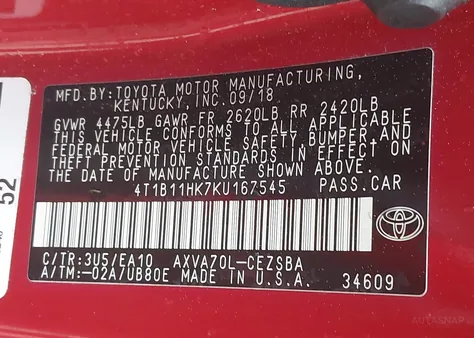 MFD.BY:TOYOTA MOTOR MANUFACTURING,
KENTUCKY, INC. 09/18
GVWR 4475LB GAWR FR 2620LB RR 2420LB
THIS VEHICLE CONFORMS TO ALL APPLICABLE
FEDERAL MOTOR VEHICLE SAFETY, BUMPER, AND
THEFT PREVENTION STANDARDS IN EFFECT ON
THE DATE OF MANUFACTURE SHOWN ABOVE.
4T1B11HK7KU167545 PASS.CAR
C/TR:3U5/EA10 AXVA70L-CEZSBA
A/TM:-02A/UB80E MADE IN U.S.A. 34609
52
AUTOSNAP